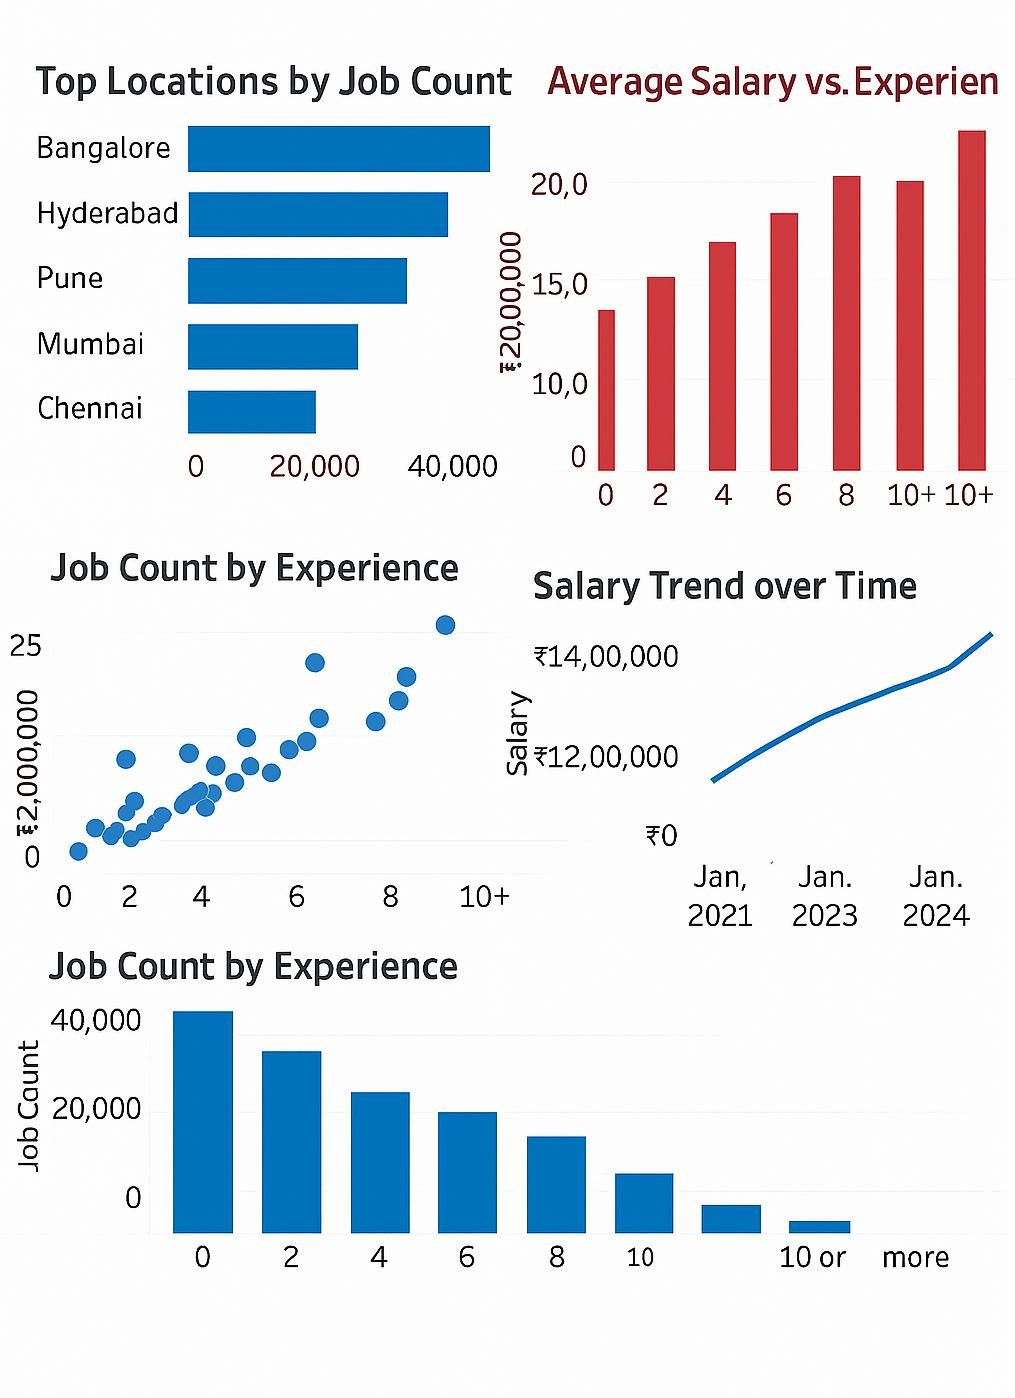 Top Locations by Job Count
Bangalore
Hyderabad
Pune
Mumbai
Chennai
0 20,000 40,000
Average Salary vs. Experien
20,0
15,0
10,0
0
₹20,00,000
0 2 4 6 8 10+ 10+
Job Count by Experience
25
₹2,000,000
0
0 2 4 6 8 10+
Salary Trend over Time
₹14,00,000
Salary
₹12,00,000
₹0
Jan, Jan. Jan.
2021 2023 2024
Job Count by Experience
40,000
Job Caunt
20,000
0
0 2 4 6 8 10 10 or more